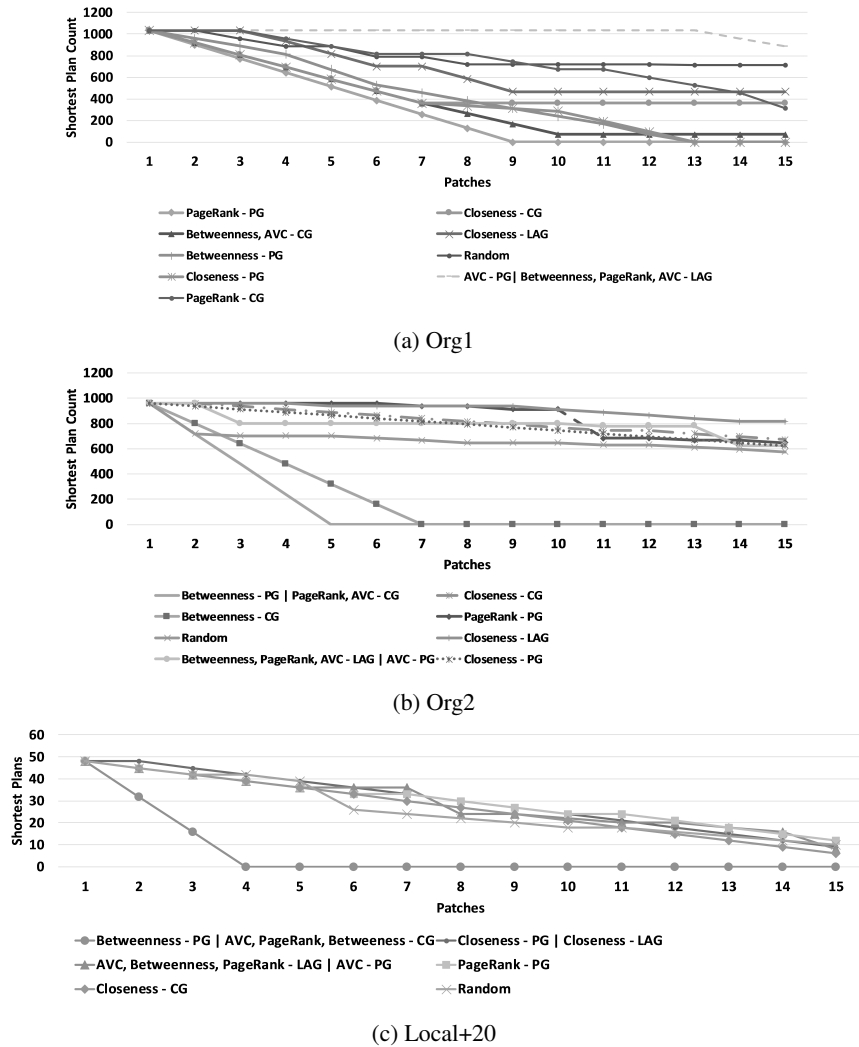 1200
1000
800
600
400
200
0
Shortest Plan Count
1 2 3 4 5 6 7 8 9 10 11 12 13 14 15
Patches
PageRank - PG
Closeness - CG
Betweenness, AVC - CG
Closeness - LAG
Betweenness - PG
Random
Closeness - PG
AVC - PG| Betweenness, PageRank, AVC - LAG
PageRank - CG
(a) Org1
1200
1000
800
600
400
200
0
Shortest Plan Count
1 2 3 4 5 6 7 8 9 10 11 12 13 14 15
Patches
Betweenness - PG | PageRank, AVC - CG
Closeness - CG
Betweenness - CG
PageRank - PG
Random
Closeness - LAG
Betweenness, PageRank, AVC - LAG | AVC - PG
Closeness - PG
(b) Org2
60
50
40
30
20
10
0
Shortest Plans
1 2 3 4 5 6 7 8 9 10 11 12 13 14 15
Patches
Betweenness - PG | AVC, PageRank, Betweeness - CG
Closeness - PG | Closeness - LAG
AVC, Betweenness, PageRank - LAG | AVC - PG
PageRank - PG
Closeness - CG
Random
(c) Local+20